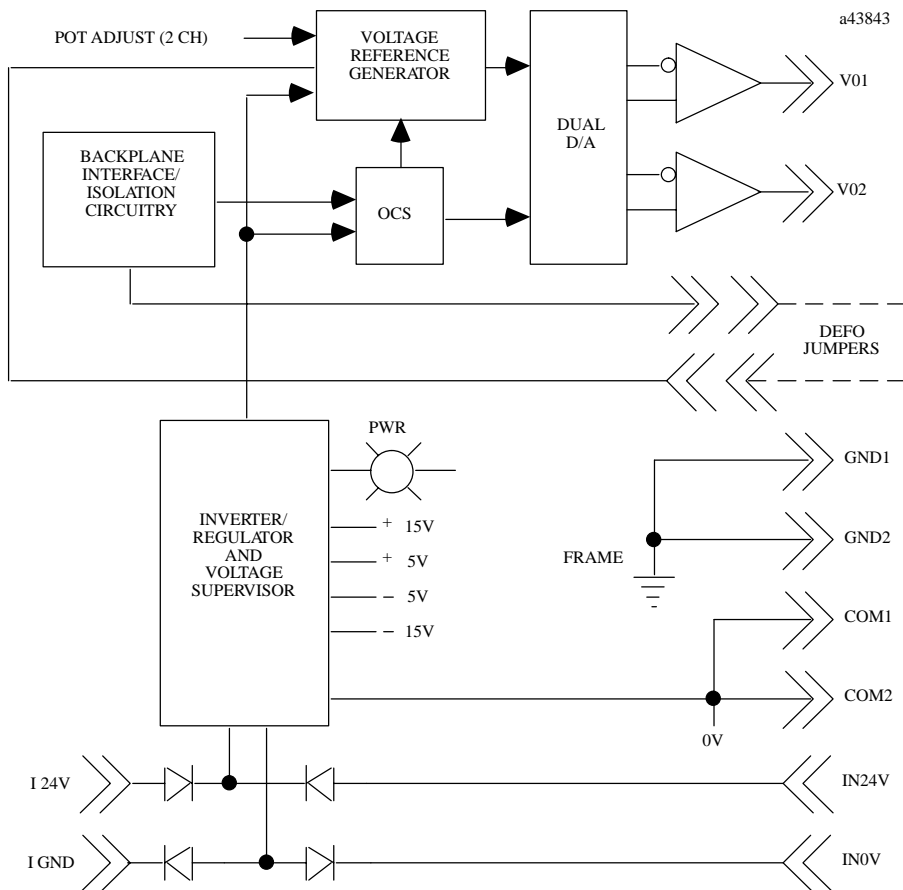 a43843
POT ADJUST (2 CH)
VOLTAGE
REFERENCE
GENERATOR
V01
DUAL
D/A
BACKPLANE
INTERFACE/
ISOLATION
CIRCUITRY
OCS
V02
DEFO
JUMPERS
PWR
GND1
INVERTER/
REGULATOR
AND
VOLTAGE
SUPERVISOR
+ 15V
+ 5V
− 5V
− 15V
FRAME
GND2
COM1
COM2
0V
I 24V
IN24V
I GND
IN0V